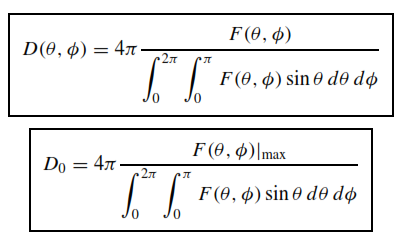 D(θ, φ) = 4π F(θ, φ) / ∫₀^{2π} ∫₀^{π} F(θ, φ) sin θ dθ dφ
D₀ = 4π F(θ, φ)|max / ∫₀^{2π} ∫₀^{π} F(θ, φ) sin θ dθ dφ